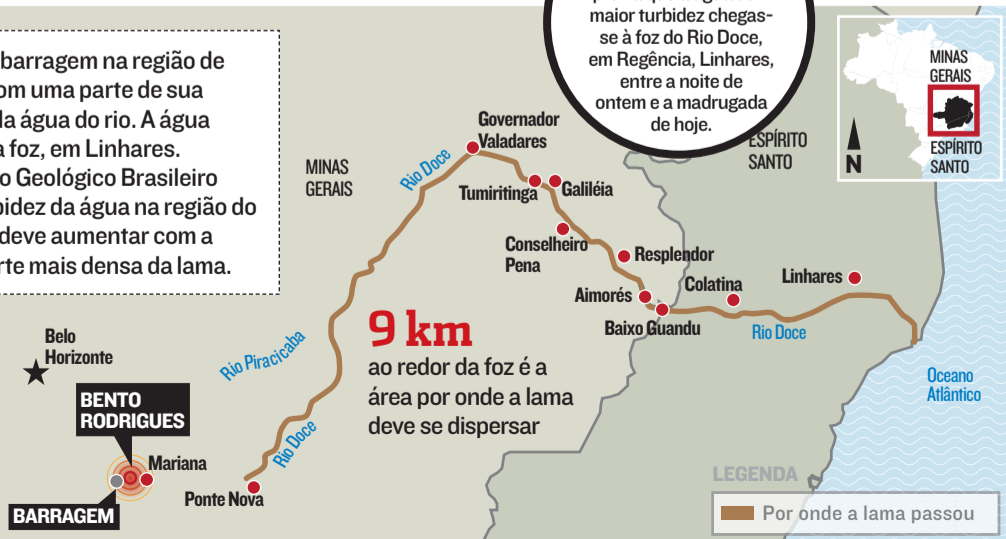 barragem na região de
om uma parte de sua
da água do rio. A água
a foz, em Linhares.
o Geológico Brasileiro
bidez da água na região do
deve aumentar com a
rte mais densa da lama.
maior turbidez chegas-
se à foz do Rio Doce,
em Regência, Linhares,
entre a noite de
ontem e a madrugada
de hoje.
MINAS
GERAIS
ESPÍRITO
SANTO
N
MINAS
GERAIS
ESPÍRITO
SANTO
Governador
Valadares
Rio Doce
Tumiritinga
Galiléia
Conselheiro
Pena
Resplendor
Aimorés
Colatina
Linhares
Baixo Guandu
Rio Doce
Oceano
Atlântico
Belo
Horizonte
Rio Piracicaba
9 km
ao redor da foz é a
área por onde a lama
deve se dispersar
BENTO
RODRIGUES
Rio Doce
Mariana
Ponte Nova
BARRAGEM
LEGENDA
Por onde a lama passou